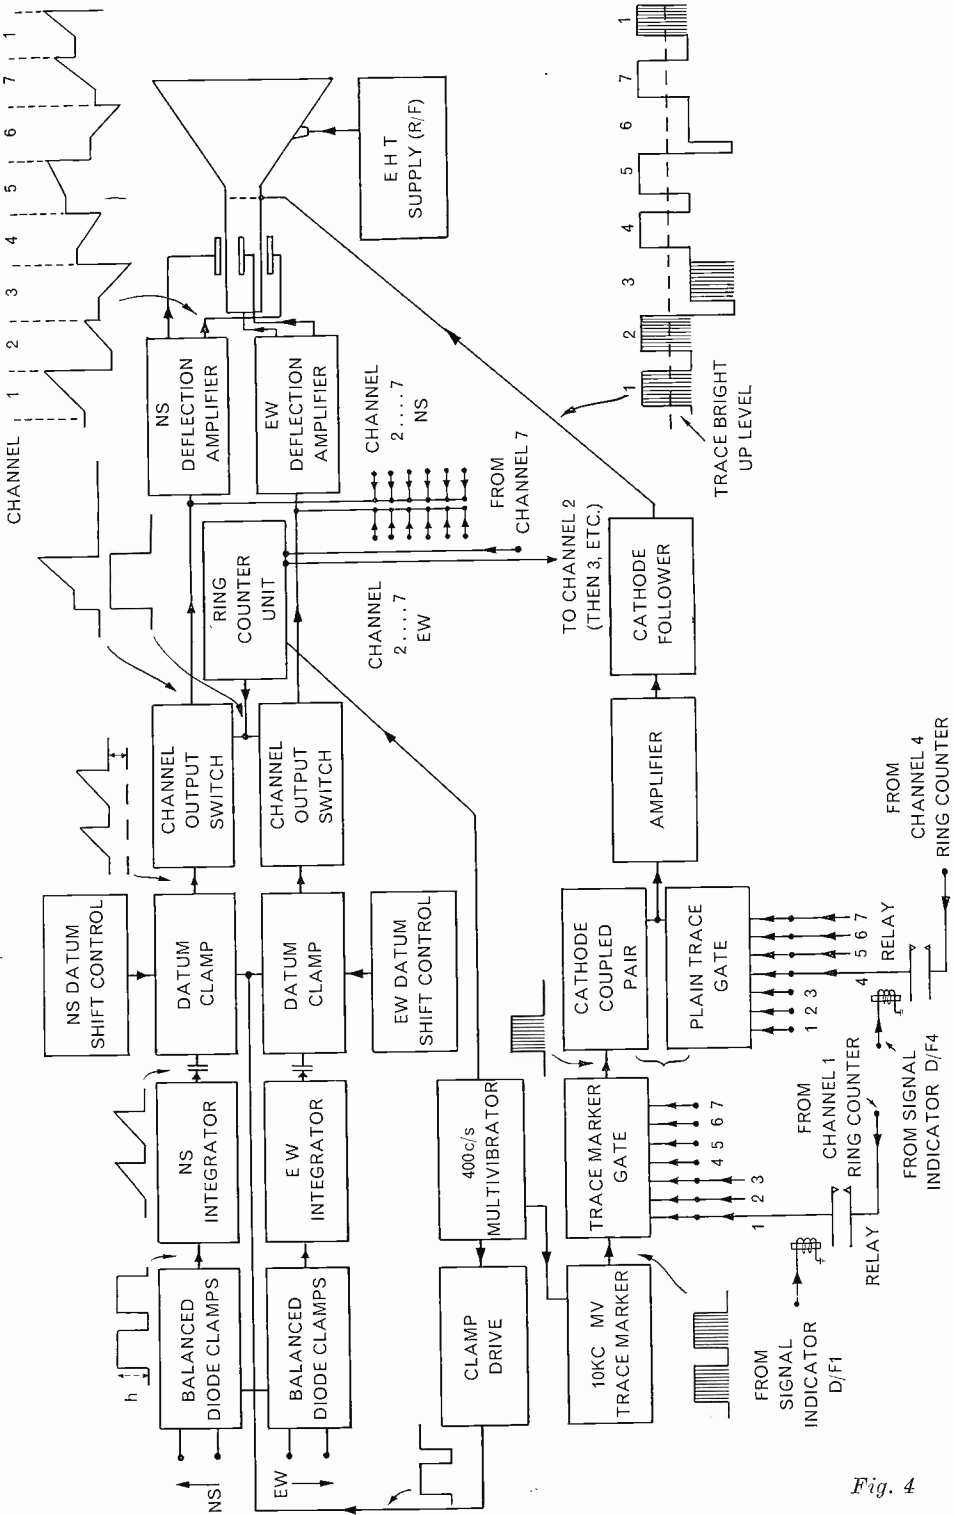 CHANNEL
1 2 3 4 5 6 7 1
NS DATUM
SHIFT CONTROL
h
NS
BALANCED
DIODE CLAMPS
NS
INTEGRATOR
DATUM
CLAMP
CHANNEL
OUTPUT
SWITCH
RING
COUNTER
UNIT
NS
DEFLECTION
AMPLIFIER
EW
BALANCED
DIODE CLAMPS
EW
INTEGRATOR
DATUM
CLAMP
CHANNEL
OUTPUT
SWITCH
EW
DEFLECTION
AMPLIFIER
EHT
SUPPLY (R/F)
EW DATUM
SHIFT CONTROL
CHANNEL
2....7
EW
CHANNEL
2....7
NS
FROM
CHANNEL 7
TO CHANNEL 2
(THEN 3, ETC.)
CLAMP
DRIVE
400c/s
MULTIVIBRATOR
10KC MV
TRACE MARKER
TRACE MARKER
GATE
CATHODE
COUPLED
PAIR
PLAIN TRACE
GATE
AMPLIFIER
CATHODE
FOLLOWER
1 2 3 4 5 6 7 1
TRACE BRIGHT
UP LEVEL
1 2 3 4 5 6 7
1 2 3 4 5 6 7
FROM
SIGNAL
INDICATOR
D/F1
RELAY
FROM
CHANNEL 1
RING COUNTER
FROM SIGNAL
INDICATOR D/F4
RELAY
FROM
CHANNEL 4
RING COUNTER
Fig. 4